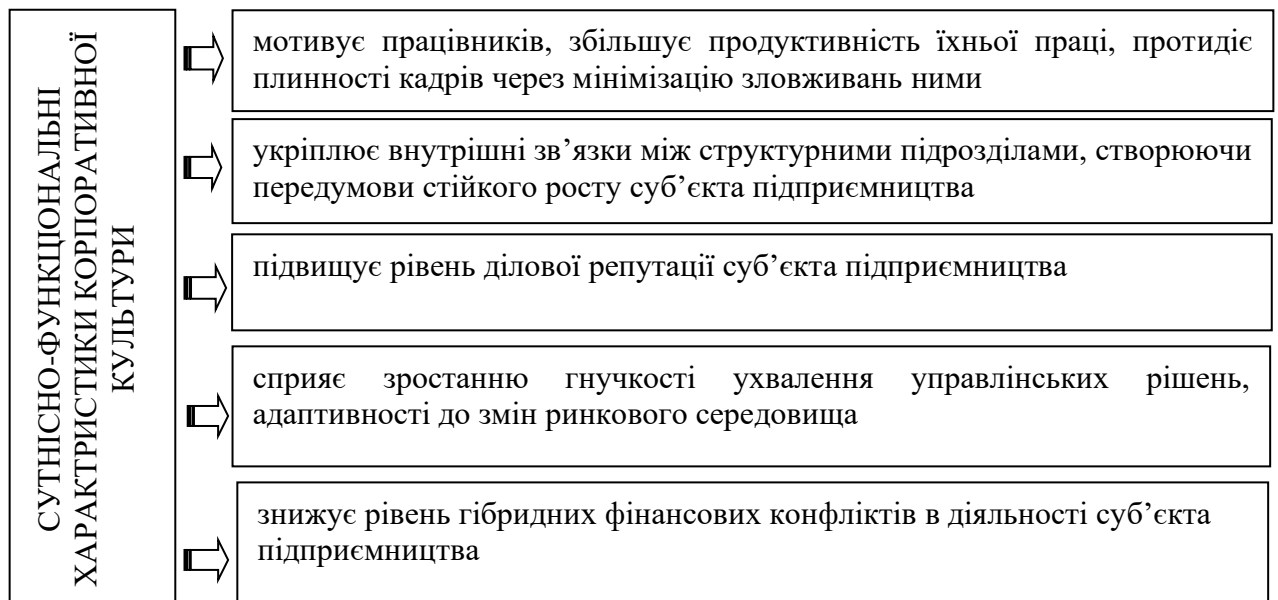 СУТНІСНО-ФУНКЦІОНАЛЬНІ
ХАРАКТРИСТИКИ КОРПОРАТИВНОЇ
КУЛЬТУРИ
мотивує працівників, збільшує продуктивність їхньої праці, протидіє
плинності кадрів через мінімізацію зловживань ними
укріплює внутрішні зв’язки між структурними підрозділами, створюючи
передумови стійкого росту суб’єкта підприємництва
підвищує рівень ділової репутації суб’єкта підприємництва
сприяє зростанню гнучкості ухвалення управлінських рішень,
адаптивності до змін ринкового середовища
знижує рівень гібридних фінансових конфліктів в діяльності суб’єкта
підприємництва